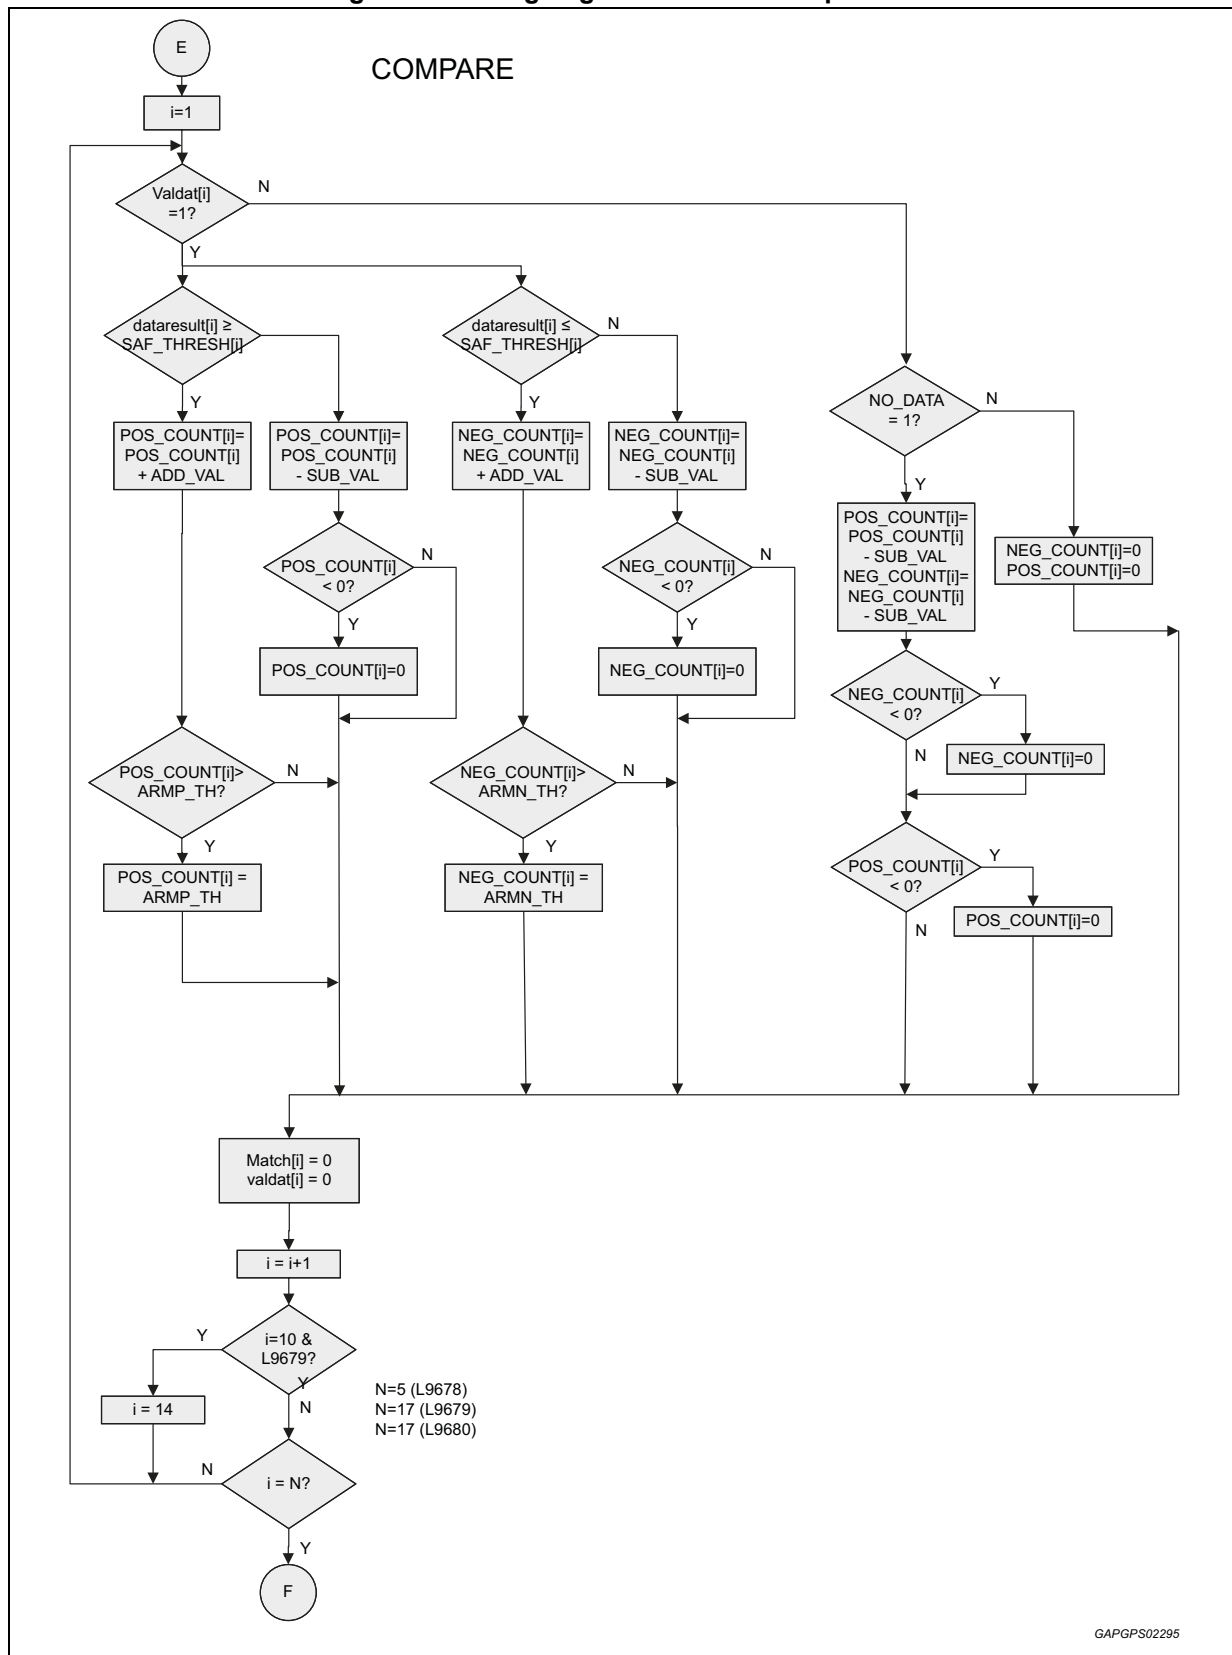 E
COMPARE
i=1
Valdat[i]
=1?
N
Y
dataresult[i] ≥
SAF_THRESH[i]
dataresult[i] ≤
SAF_THRESH[i]
N
Y
Y
NO_DATA
= 1?
N
Y
POS_COUNT[i]=
POS_COUNT[i]
+ ADD_VAL
POS_COUNT[i]=
POS_COUNT[i]
- SUB_VAL
NEG_COUNT[i]=
NEG_COUNT[i]
+ ADD_VAL
NEG_COUNT[i]=
NEG_COUNT[i]
- SUB_VAL
POS_COUNT[i]=
POS_COUNT[i]
- SUB_VAL
NEG_COUNT[i]=
NEG_COUNT[i]
- SUB_VAL
NEG_COUNT[i]=0
POS_COUNT[i]=0
POS_COUNT[i]
< 0?
N
Y
NEG_COUNT[i]
< 0?
N
Y
POS_COUNT[i]=0
NEG_COUNT[i]=0
NEG_COUNT[i]
< 0?
Y
N
NEG_COUNT[i]=0
POS_COUNT[i]>
ARMP_TH?
N
Y
NEG_COUNT[i]>
ARMN_TH?
N
Y
POS_COUNT[i] =
ARMP_TH
NEG_COUNT[i] =
ARMN_TH
POS_COUNT[i]
< 0?
Y
N
POS_COUNT[i]=0
Match[i] = 0
valdat[i] = 0
i = i+1
i=10 &
L9679?
Y
Y
N
i = 14
N=5 (L9678)
N=17 (L9679)
N=17 (L9680)
i = N?
N
Y
F
GAPGPS02295